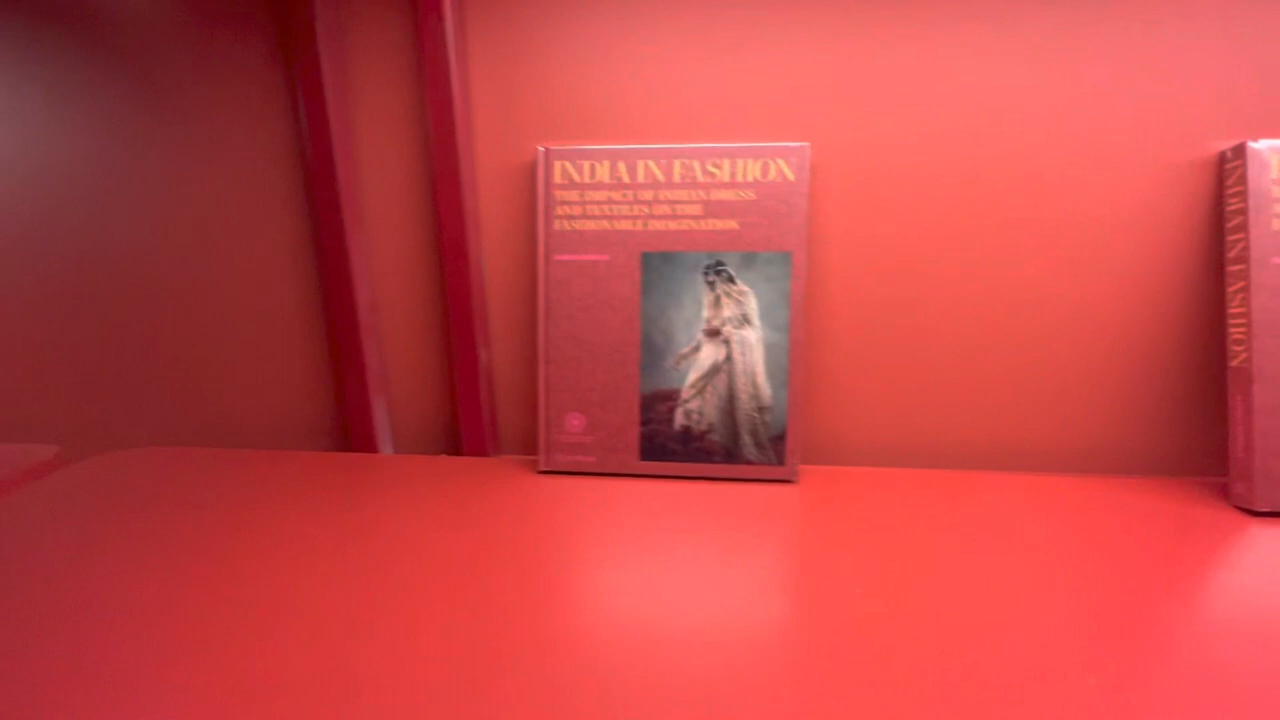 INDIA IN FASHION
THE IMPACT OF INDIAN DRESS
AND TEXTILES ON THE
FASHIONABLE IMAGINATION
INDIA IN FASHION